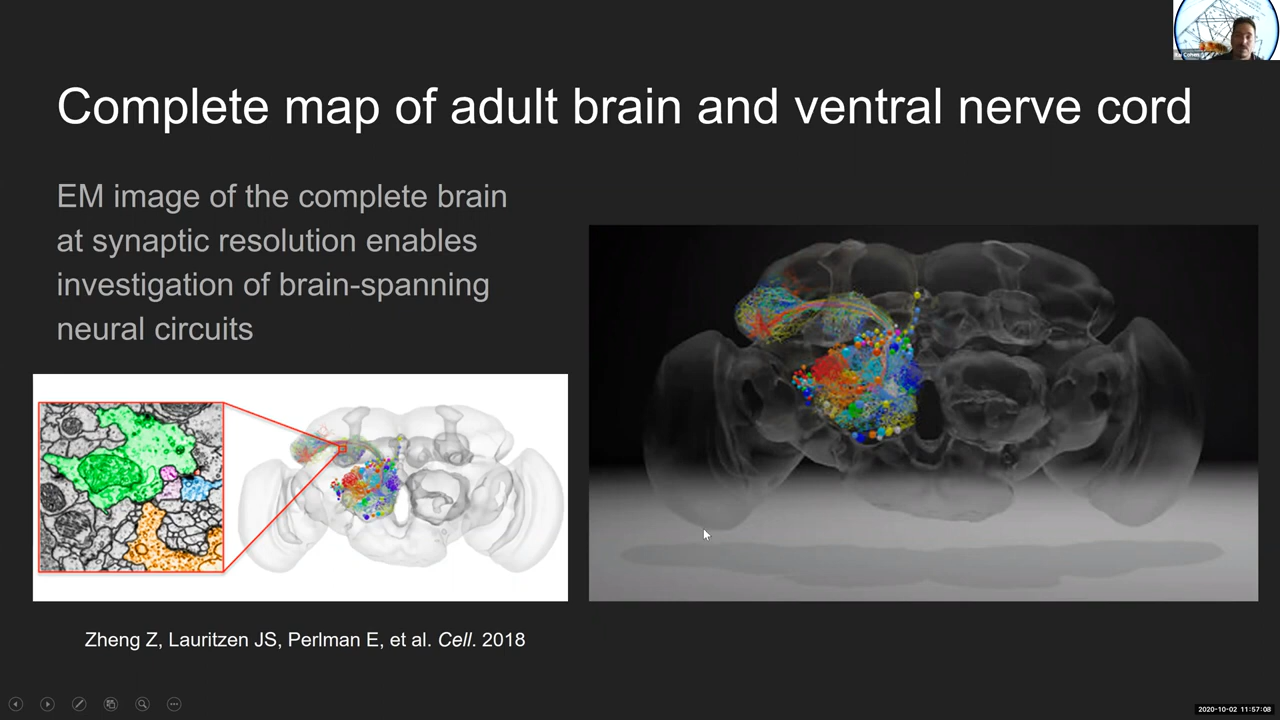 Complete map of adult brain and ventral nerve cord
EM image of the complete brain
at synaptic resolution enables
investigation of brain-spanning
neural circuits
Zheng Z, Lauritzen JS, Perlman E, et al. Cell. 2018
2020-10-02 11:57:08